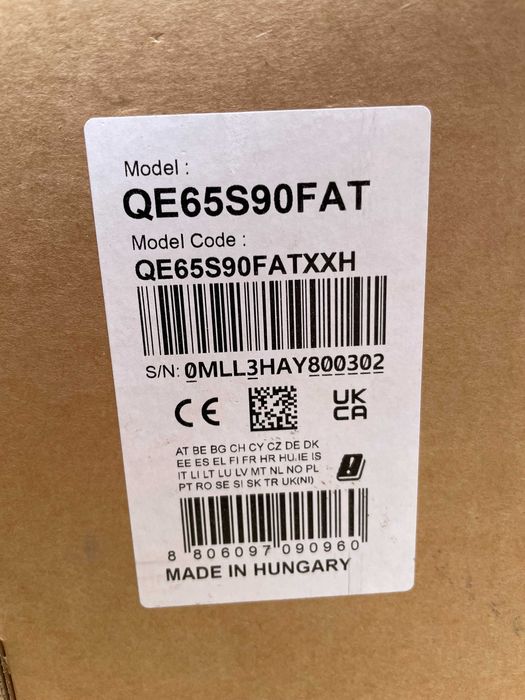 Model :
QE65S90FAT
Model Code :
QE65S90FATXXH
S/N: 0MLL3HAY800302
CE UK CA
AT BE BG CH CY CZ DE DK
EE ES EL FI FR HR HU.IE IS
IT LI LT LU LV MT NL NO PL
PT RO SE SI SK TR UK(NI)
8 806097 090960
MADE IN HUNGARY